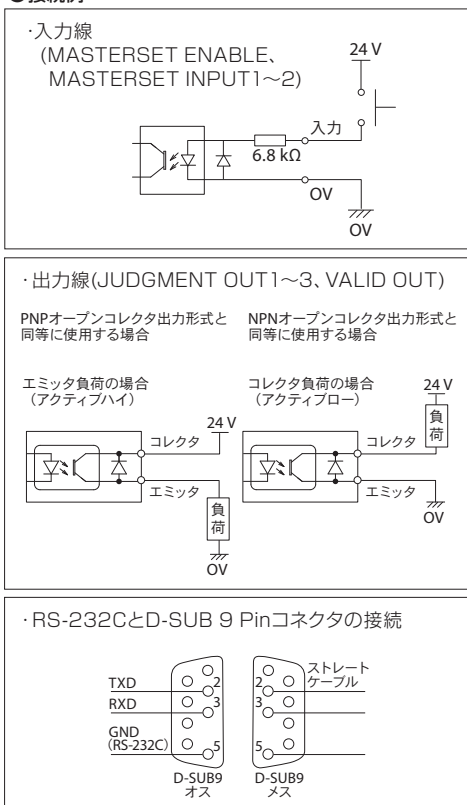 ·入力線
(MASTERSET ENABLE、
MASTERSET INPUT1～2)
24 V
入力
6.8 kΩ
OV
OV
·出力線(JUDGMENT OUT1～3、VALID OUT)
PNPオープンコレクタ出力形式と
同等に使用する場合
NPNオープンコレクタ出力形式と
同等に使用する場合
エミッタ負荷の場合
（アクティブハイ）
コレクタ負荷の場合
（アクティブロー）
24 V
コレクタ
エミッタ
負
荷
OV
24 V
負
荷
コレクタ
エミッタ
OV
·RS-232CとD-SUB 9 Pinコネクタの接続
TXD
RXD
GND
(RS-232C)
2
3
5
D-SUB9
オス
2
3
5
ストレート
ケーブル
D-SUB9
メス